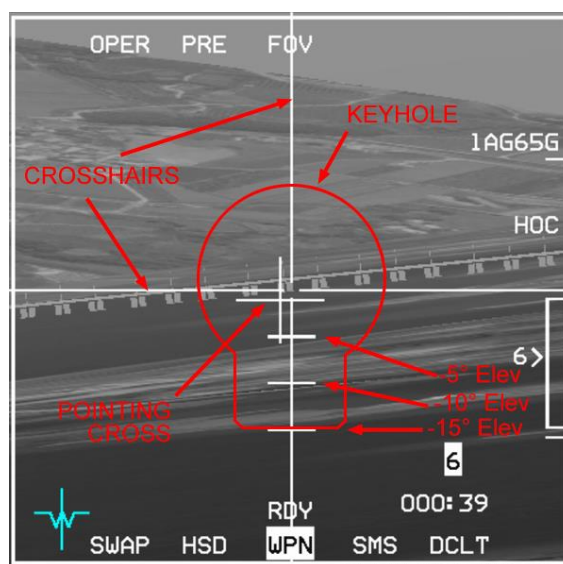 OPER PRE FOV
KEYHOLE
1AG65G
CROSSHAIRS
HOC
6>
-5° Elev
-10° Elev
POINTING CROSS
-15° Elev
6
RDY
000:39
SWAP HSD WPN SMS DCLT